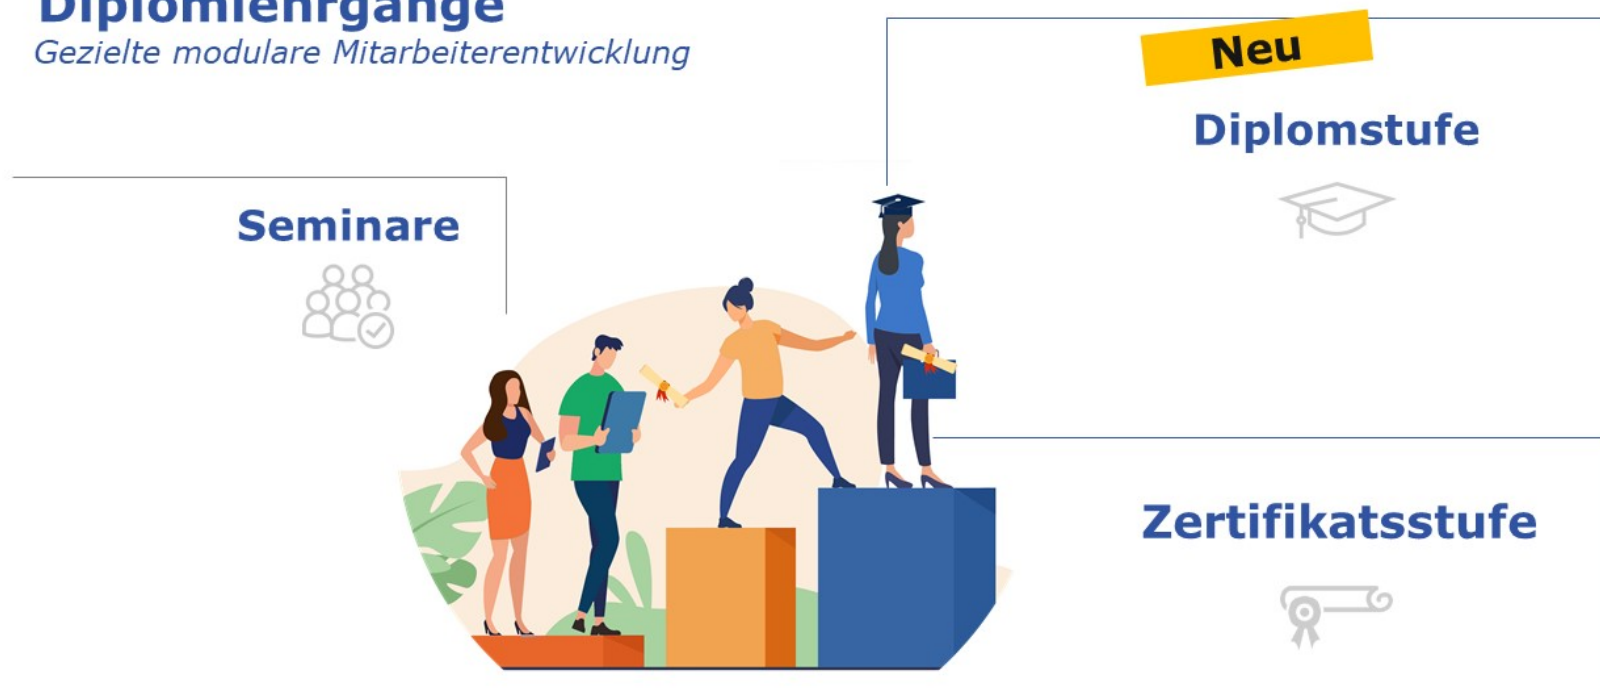 Diplomlehrgänge
Gezielte modulare Mitarbeiterentwicklung
Neu
Diplomstufe
Seminare
Zertifikatsstufe